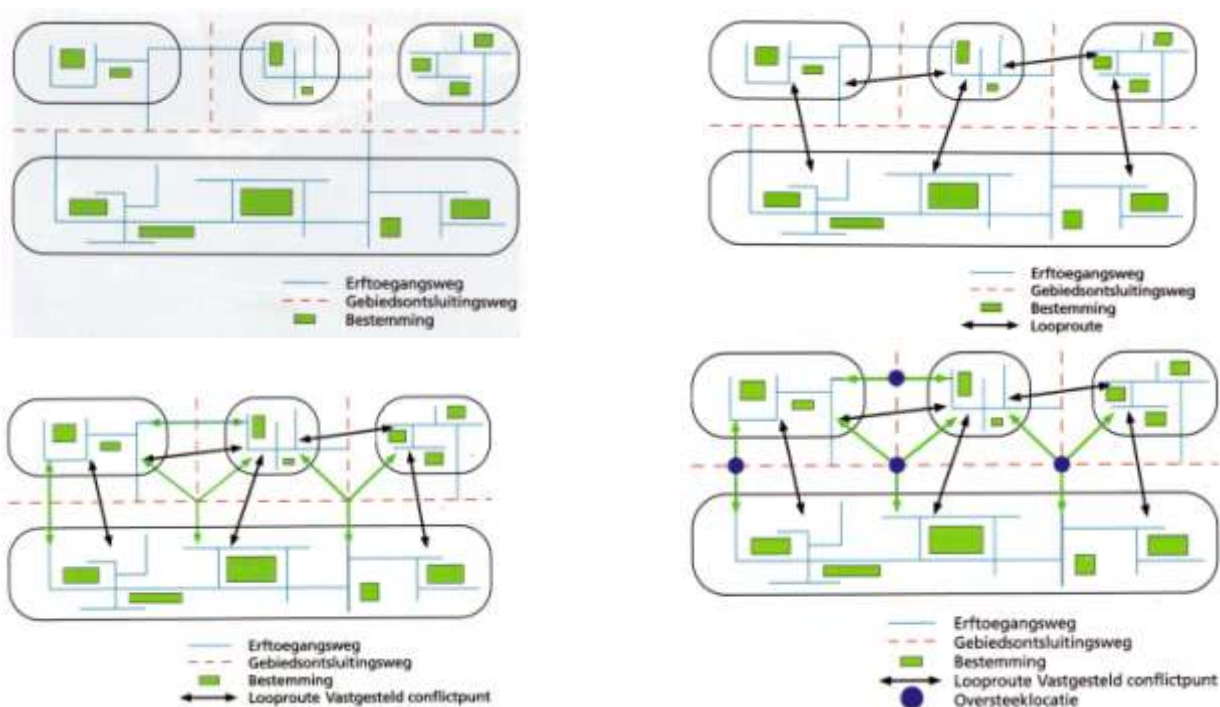 Erftoegangsweg
Gebiedsontsluitingsweg
Bestemming
Erftoegangsweg
Gebiedsontsluitingsweg
Bestemming
Looproute
Erftoegangsweg
Gebiedsontsluitingsweg
Bestemming
Looproute Vastgesteld conflictpunt
Erftoegangsweg
Gebiedsontsluitingsweg
Bestemming
Looproute Vastgesteld conflictpunt
Oversteeklocatie